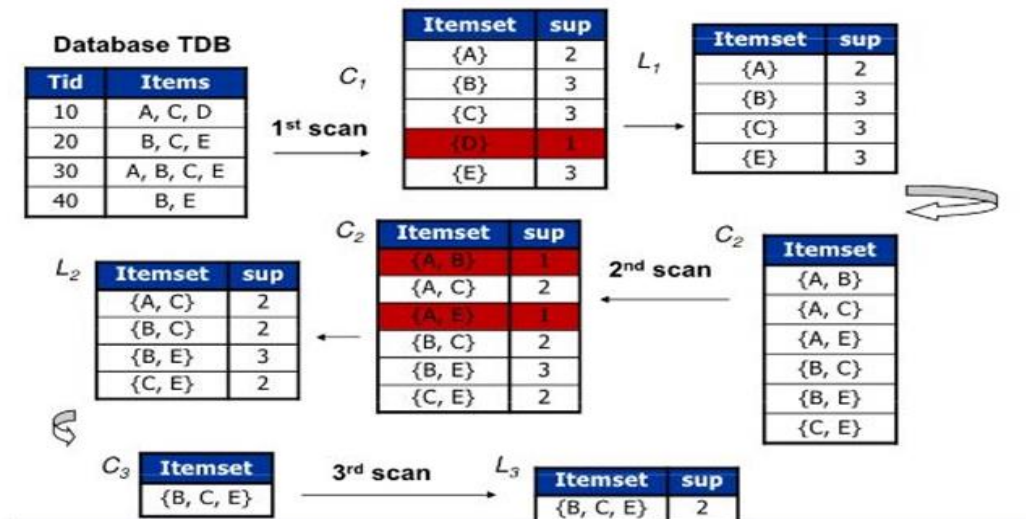 Database TDB
Tid Items
10 A, C, D
20 B, C, E
30 A, B, C, E
40 B, E
1st scan
C1
Itemset sup
{A} 2
{B} 3
{C} 3
{D} 1
{E} 3
L1
Itemset sup
{A} 2
{B} 3
{C} 3
{E} 3
C2
Itemset
{A, B}
{A, C}
{A, E}
{B, C}
{B, E}
{C, E}
2nd scan
C2
Itemset sup
{A, B} 1
{A, C} 2
{A, E} 1
{B, C} 2
{B, E} 3
{C, E} 2
L2
Itemset sup
{A, C} 2
{B, C} 2
{B, E} 3
{C, E} 2
C3
Itemset
{B, C, E}
3rd scan
L3
Itemset sup
{B, C, E} 2